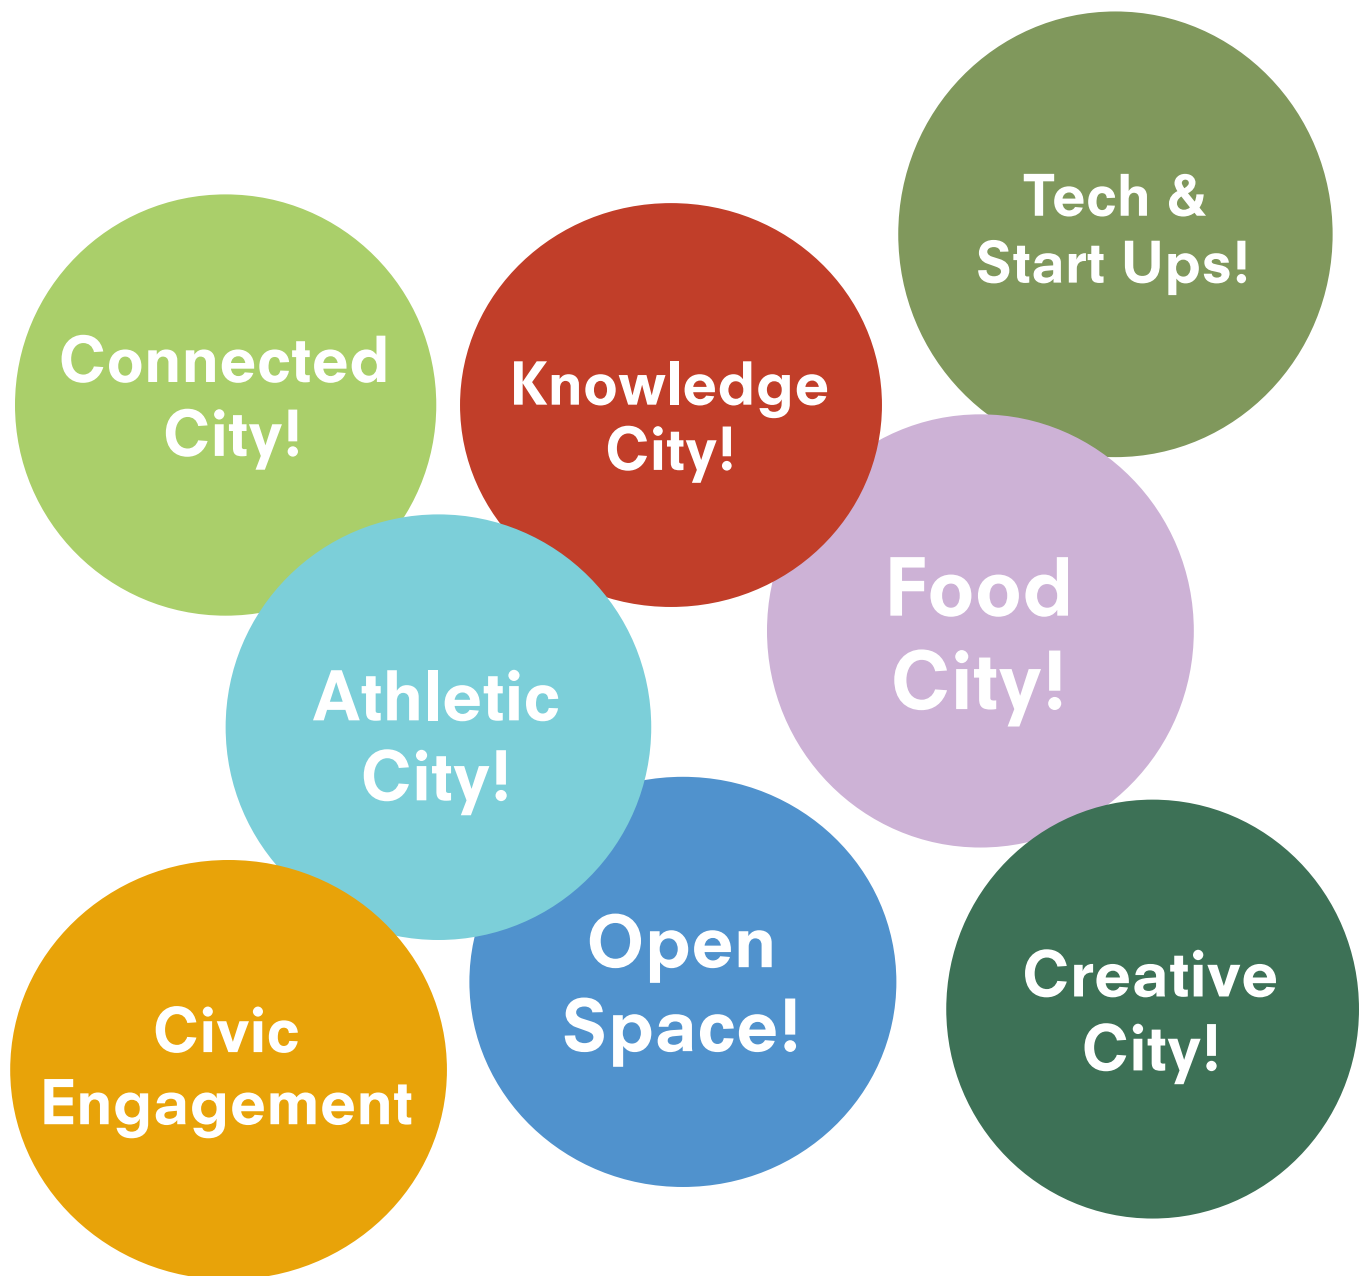 Tech &
Start Ups!
Connected
City!
Knowledge
City!
Food
City!
Athletic
City!
Open
Space!
Creative
City!
Civic
Engagement